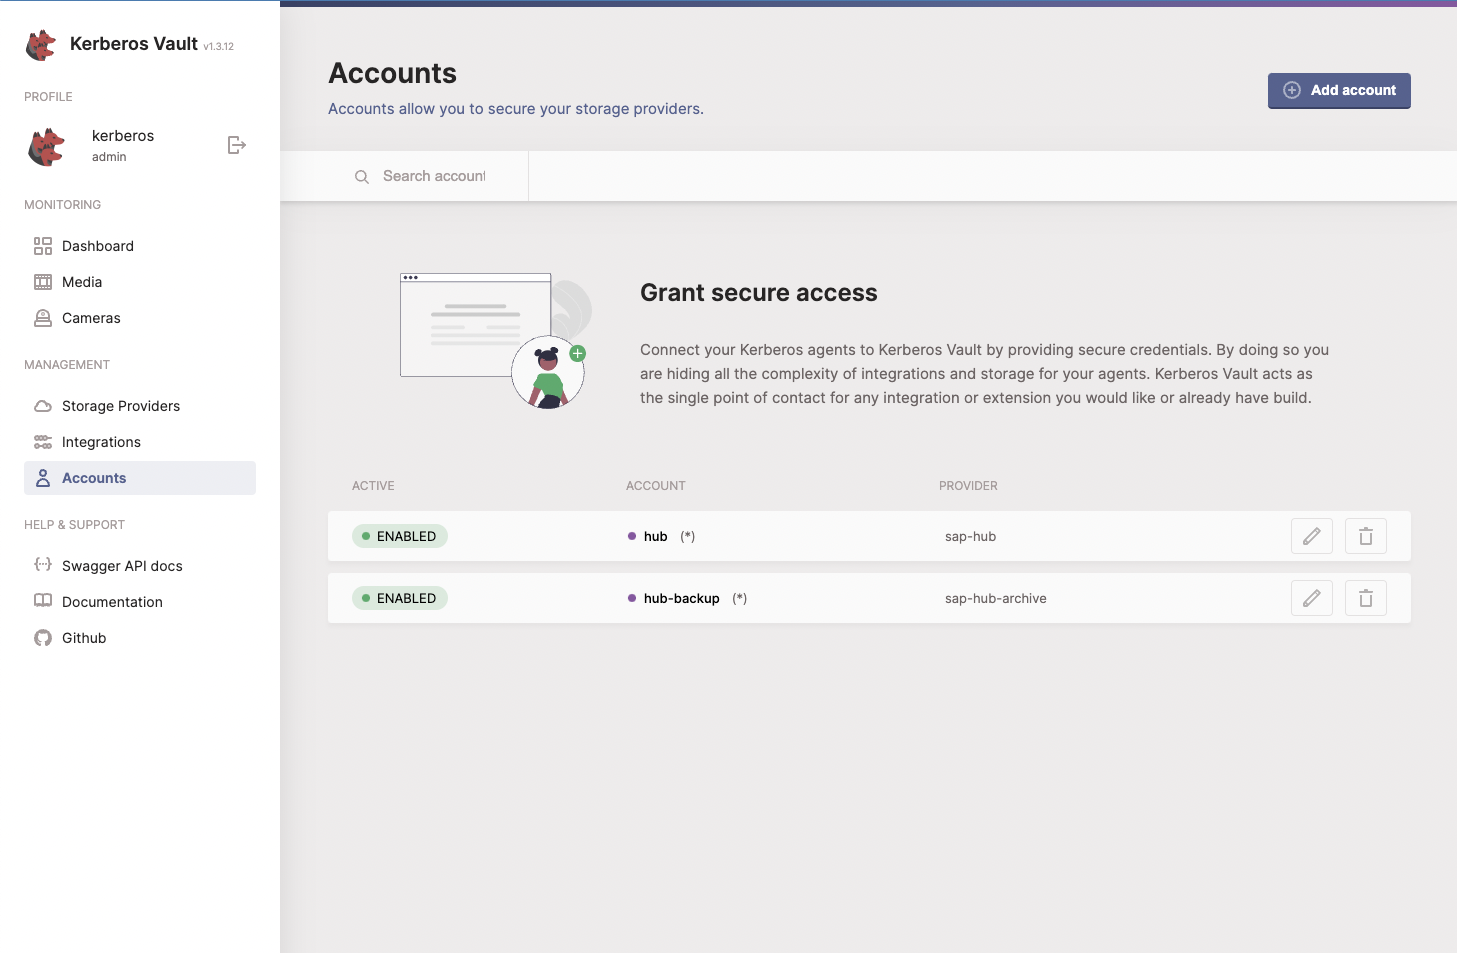 Kerberos Vault v1.3.12
PROFILE
kerberos
admin
MONITORING
Dashboard
Media
Cameras
MANAGEMENT
Storage Providers
Integrations
Accounts
HELP & SUPPORT
Swagger API docs
Documentation
Github
Accounts
Accounts allow you to secure your storage providers.
Add account
Search account
Grant secure access
Connect your Kerberos agents to Kerberos Vault by providing secure credentials. By doing so you
are hiding all the complexity of integrations and storage for your agents. Kerberos Vault acts as
the single point of contact for any integration or extension you would like or already have build.
ACTIVE ACCOUNT PROVIDER
ENABLED hub (*) sap-hub
ENABLED hub-backup (*) sap-hub-archive